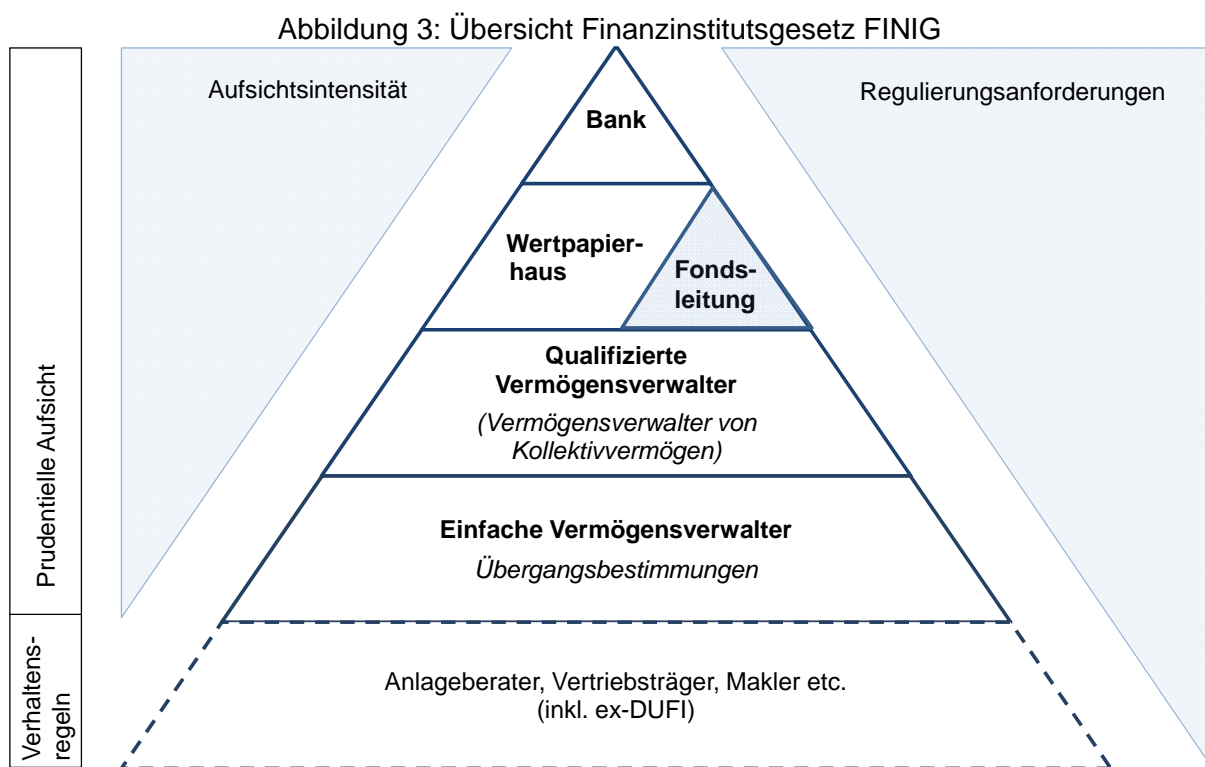 Abbildung 3: Übersicht Finanzinstitutsgesetz FINIG
Aufsichtsintensität
Regulierungsanforderungen
Bank
Wertpapier-
haus
Fonds-
leitung
Qualifizierte
Vermögensverwalter
(Vermögensverwalter von
Kollektivvermögen)
Einfache Vermögensverwalter
Übergangsbestimmungen
Anlageberater, Vertriebsträger, Makler etc.
(inkl. ex-DUFI)
Prudentielle Aufsicht
Verhaltens-
regeln